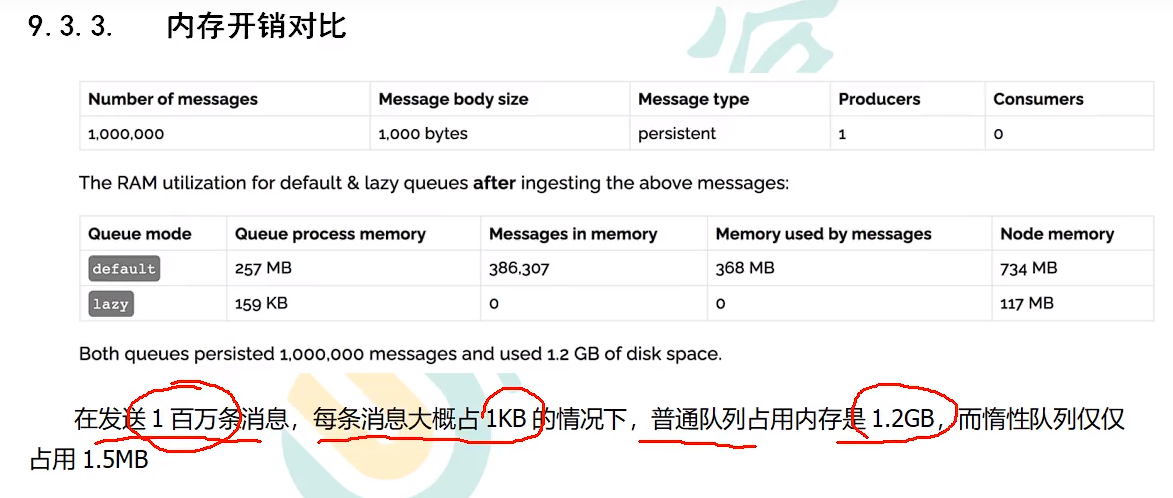 9.3.3. 内存开销对比
Number of messages Message body size Message type Producers Consumers
1,000,000 1,000 bytes persistent 1 0
The RAM utilization for default & lazy queues after ingesting the above messages:
Queue mode Queue process memory Messages in memory Memory used by messages Node memory
default 257 MB 386,307 368 MB 734 MB
lazy 159 KB 0 0 117 MB
Both queues persisted 1,000,000 messages and used 1.2 GB of disk space.
在发送 1 百万条消息，每条消息大概占 1KB 的情况下，普通队列占用内存是 1.2GB，而惰性队列仅仅
占用 1.5MB